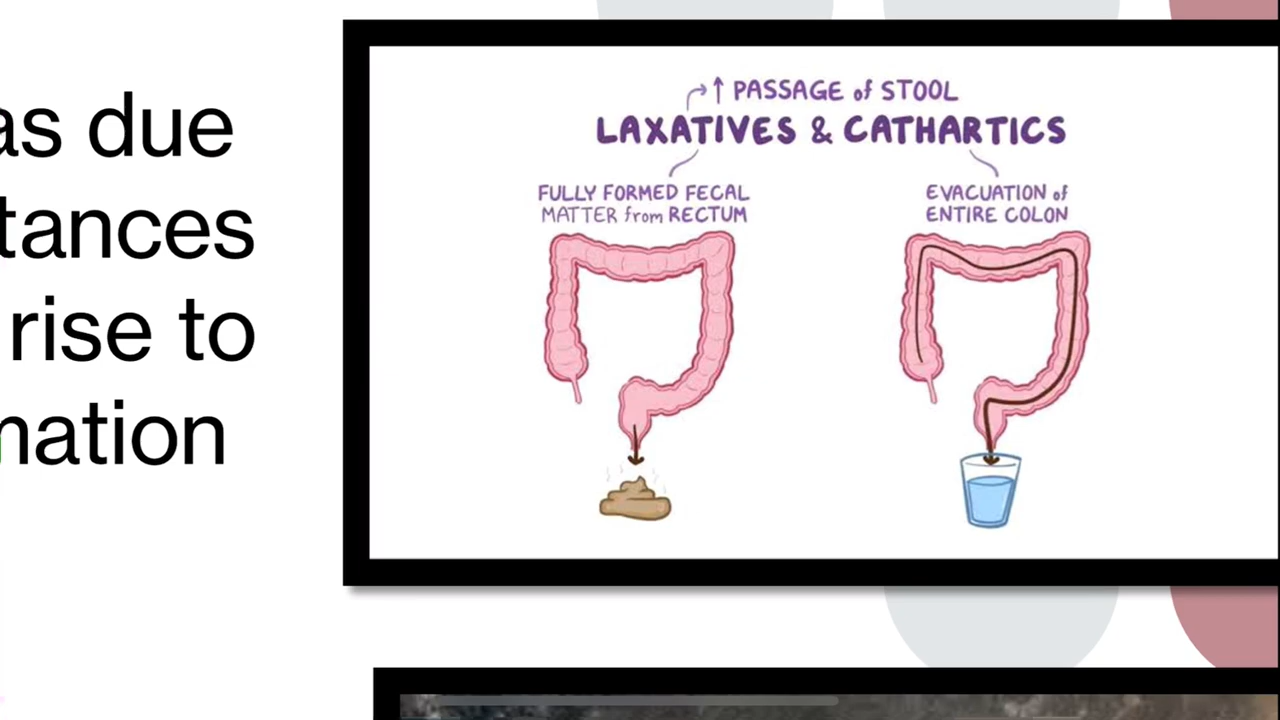 as due
tances
rise to
mation
↑ PASSAGE of STOOL
LAXATIVES & CATHARTICS
FULLY FORMED FECAL
MATTER from RECTUM
EVACUATION of
ENTIRE COLON